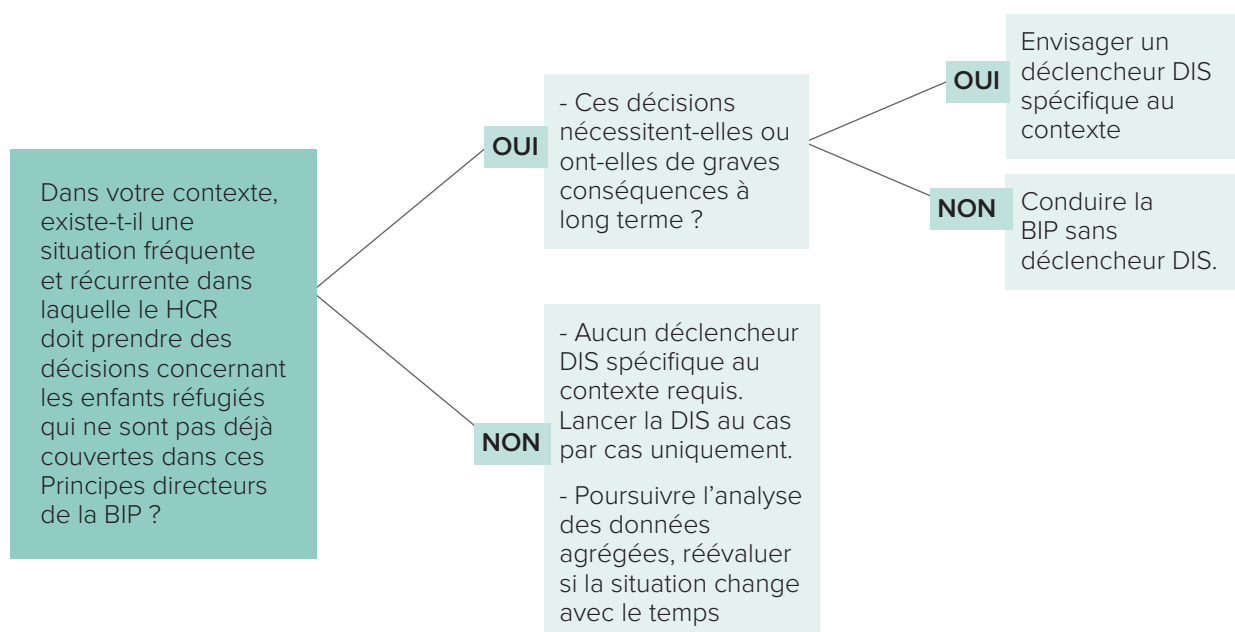 Dans votre contexte,
existe-t-il une
situation fréquente
et récurrente dans
laquelle le HCR
doit prendre des
décisions concernant
les enfants réfugiés
qui ne sont pas déjà
couvertes dans ces
Principes directeurs
de la BIP ?
OUI
- Ces décisions
nécessitent-elles ou
ont-elles de graves
conséquences à
long terme ?
OUI
Envisager un
déclencheur DIS
spécifique au
contexte
NON
Conduire la
BIP sans
déclencheur DIS.
NON
- Aucun déclencheur
DIS spécifique au
contexte requis.
Lancer la DIS au cas
par cas uniquement.
- Poursuivre l’analyse
des données
agrégées, réévaluer
si la situation change
avec le temps